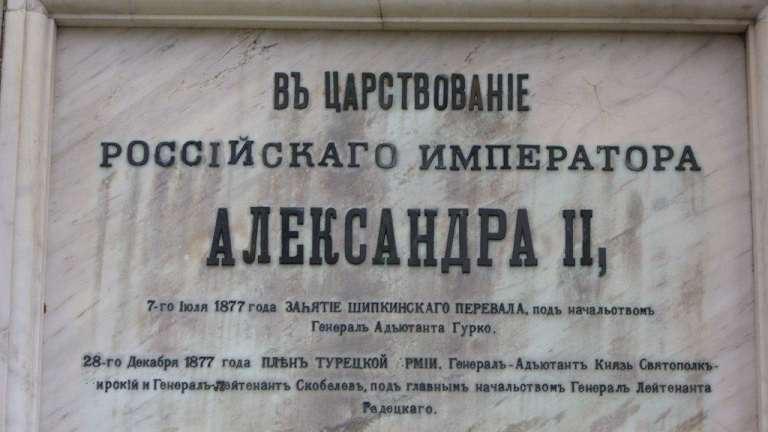 ВЪ ЦАРСТВОВАНІЕ
РОССІЙСКАГО ИМПЕРАТОРА
АЛЕКСАНДРА II,
7-го Іюля 1877 года ЗАНЯТІЕ ШИПКИНСКАГО ПЕРЕВАЛА, подъ начальствомъ
Генералъ Адъютанта Гурко.
28-го Декабря 1877 года ПЛѢНЪ ТУРЕЦКОЙ РМІИ. Генералъ-Адъютантъ Князь Святополкъ-
ирскій и Генералъ-Лейтенантъ Скобелевъ, подъ главнымъ начальствомъ Генералъ Лейтенанта
Радецкаго.